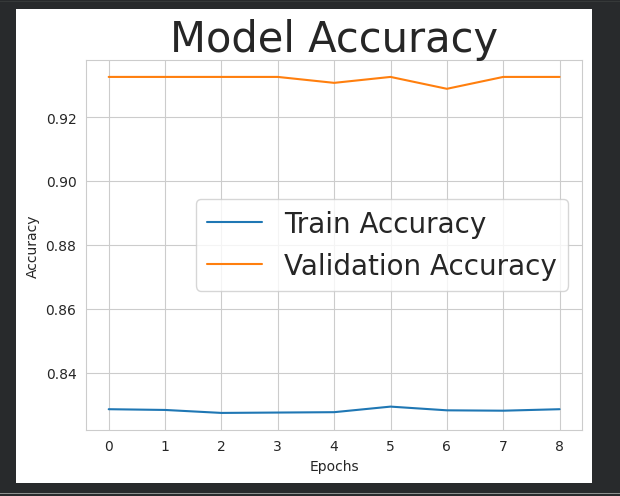 Model Accuracy
0.92
0.90
0.88
0.86
0.84
Accuracy
Train Accuracy
Validation Accuracy
0 1 2 3 4 5 6 7 8
Epochs